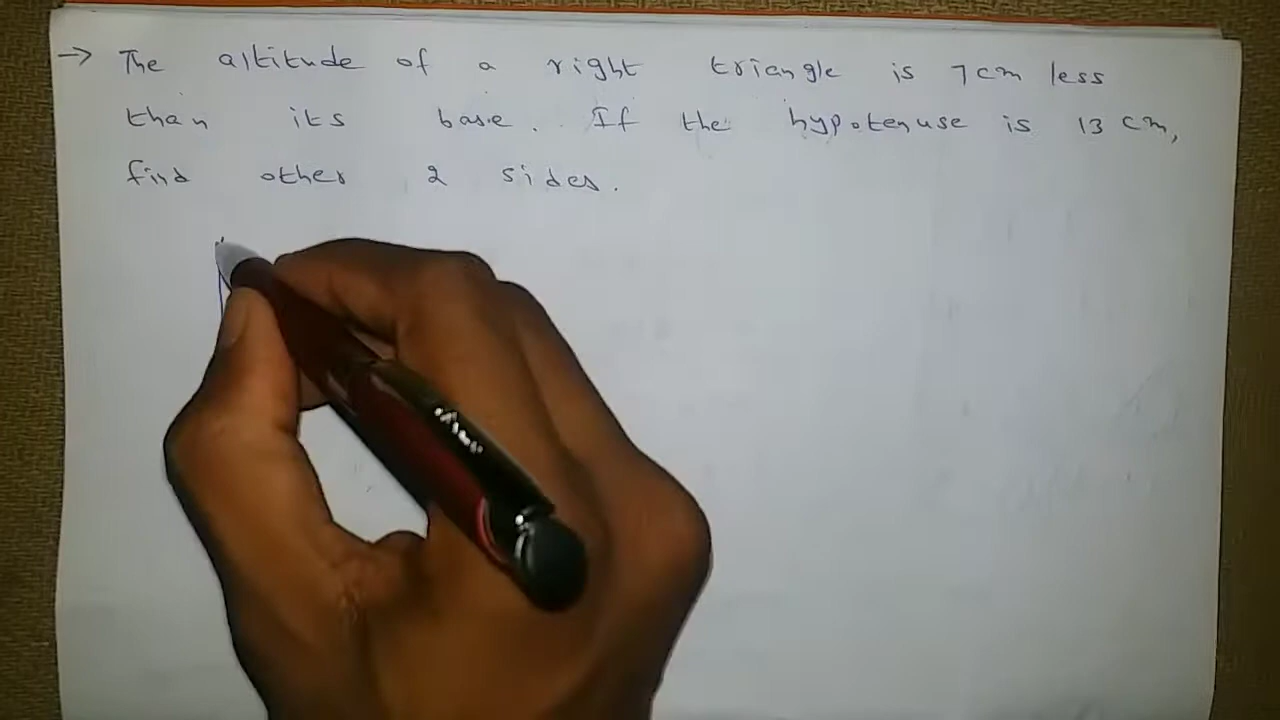 → The altitude of a right triangle is 7cm less
than its base. If the hypotenuse is 13 cm,
find other 2 sides.